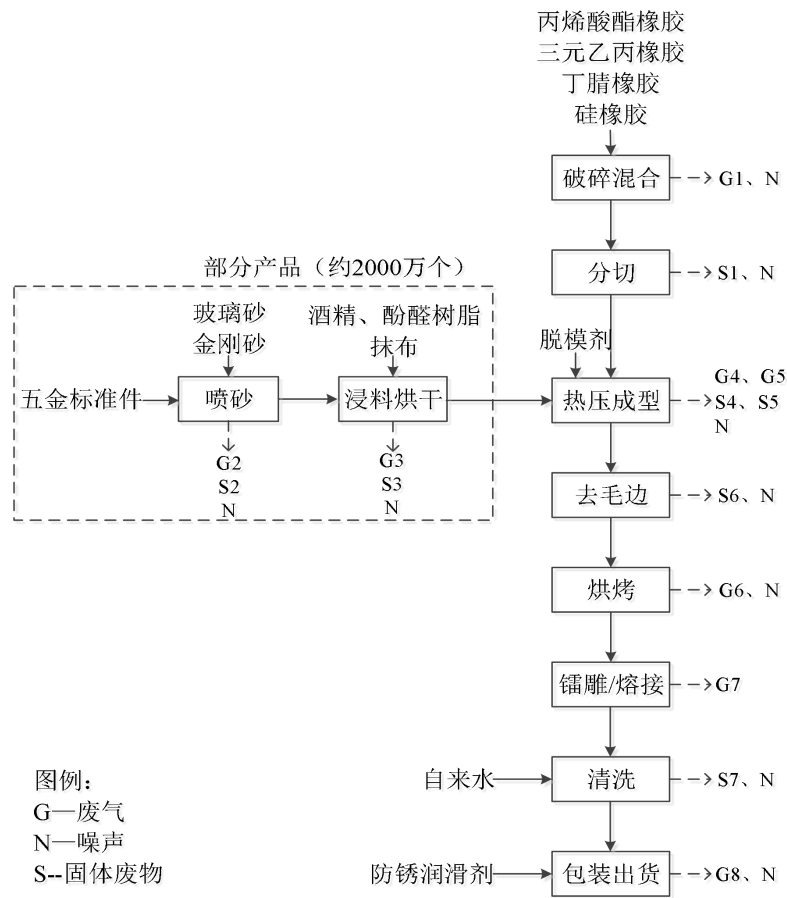 丙烯酸酯橡胶
三元乙丙橡胶
丁腈橡胶
硅橡胶
破碎混合
G1、N
分切
S1、N
部分产品（约2000万个）
玻璃砂
金刚砂
酒精、酚醛树脂
抹布
脱模剂
五金标准件
喷砂
浸料烘干
热压成型
G4、G5
S4、S5
N
G2
S2
N
G3
S3
N
去毛边
S6、N
烘烤
G6、N
镭雕/熔接
G7
自来水
清洗
S7、N
防锈润滑剂
包装出货
G8、N
图例：
G—废气
N—噪声
S--固体废物